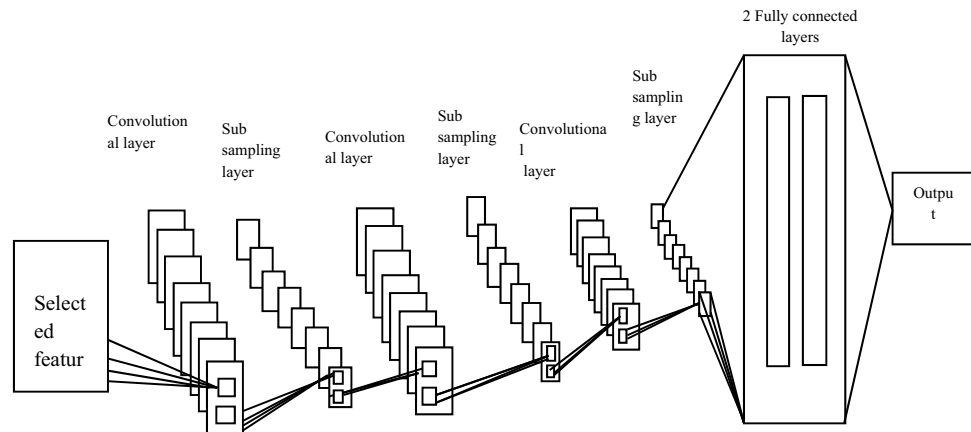 2 Fully connected
layers
Sub
samplin
g layer
Convolution
al layer
Sub
sampling
layer
Convolution
al layer
Sub
sampling
layer
Convolutiona
l
layer
Select
ed
featur
Outpu
t